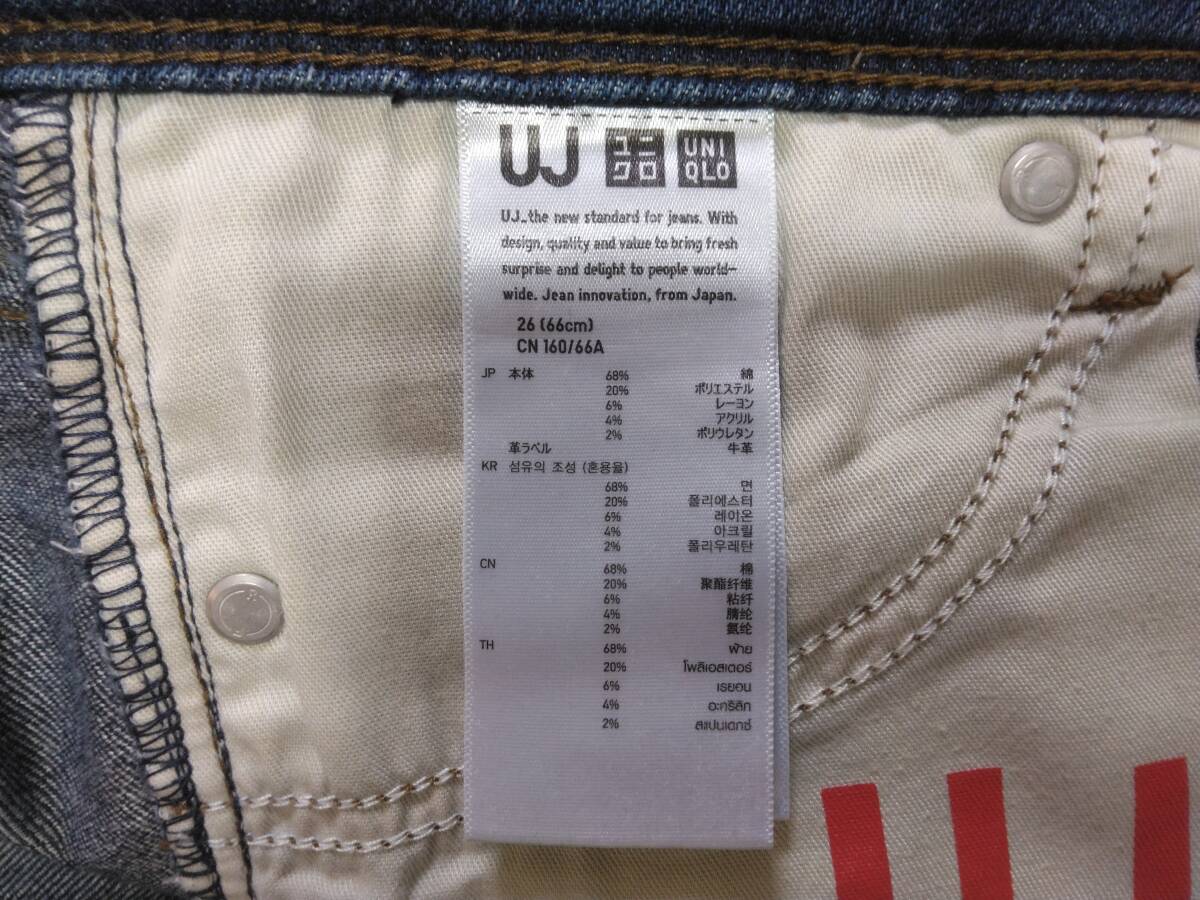 UJ ユニクロ UNIQLO
UJ_the new standard for jeans. With
design, quality and value to bring fresh
surprise and delight to people world-
wide. Jean innovation, from Japan.
26 (66cm)
CN 160/66A
JP 本体 68% 綿
20% ポリエステル
6% レーヨン
4% アクリル
2% ポリウレタン
革ラベル 牛革
KR 섬유의 조성 (혼용율)
68% 면
20% 폴리에스터
6% 레이온
4% 아크릴
2% 폴리우레탄
CN 68% 棉
20% 聚酯纤维
6% 粘纤
4% 腈纶
2% 氨纶
TH 68% ฝ้าย
20% โพลีเอสเตอร์
6% เรยอน
4% อะคริลิก
2% สแปนเดกซ์